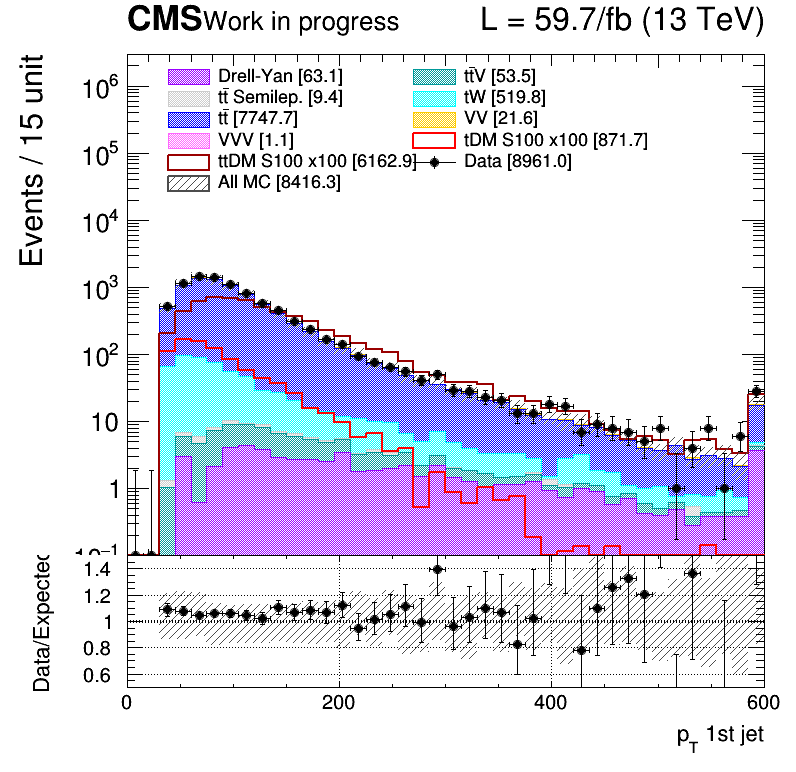 CMS Work in progress L = 59.7/fb (13 TeV)
Events / 15 unit
Drell-Yan [63.1] tt̄V [53.5]
tt̄ Semilep. [9.4] tW [519.8]
tt̄ [7747.7] VV [21.6]
VVV [1.1] tDM S100 x100 [871.7]
ttDM S100 x100 [6162.9] Data [8961.0]
All MC [8416.3]
10⁶
10⁵
10⁴
10³
10²
10
1
10⁻¹
Data/Expected
1.4
1.2
1
0.8
0.6
0 200 400 600
p_T 1st jet